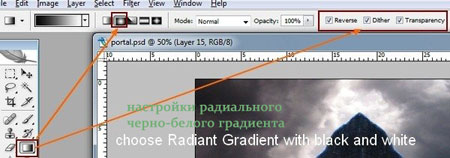 Edit Image Layer Select Filter View Window Help
Mode: Normal Opacity: 100% Reverse Dither Transparency
portal.psd @ 50% (Layer 15, RGB/8)
настройки радиального
черно-белого градиента
choose Radiant Gradient with black and white